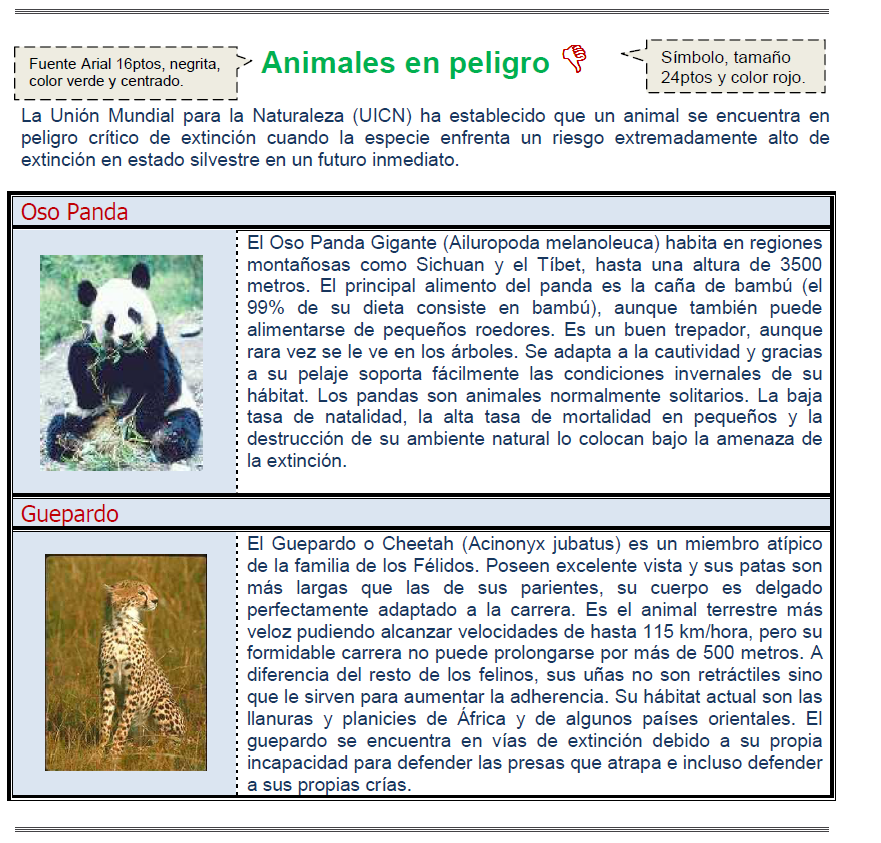 Fuente Arial 16ptos, negrita,
color verde y centrado.
Animales en peligro
Símbolo, tamaño
24ptos y color rojo.
La Unión Mundial para la Naturaleza (UICN) ha establecido que un animal se encuentra en
peligro crítico de extinción cuando la especie enfrenta un riesgo extremadamente alto de
extinción en estado silvestre en un futuro inmediato.
Oso Panda
El Oso Panda Gigante (Ailuropoda melanoleuca) habita en regiones
montañosas como Sichuan y el Tíbet, hasta una altura de 3500
metros. El principal alimento del panda es la caña de bambú (el
99% de su dieta consiste en bambú), aunque también puede
alimentarse de pequeños roedores. Es un buen trepador, aunque
rara vez se le ve en los árboles. Se adapta a la cautividad y gracias
a su pelaje soporta fácilmente las condiciones invernales de su
hábitat. Los pandas son animales normalmente solitarios. La baja
tasa de natalidad, la alta tasa de mortalidad en pequeños y la
destrucción de su ambiente natural lo colocan bajo la amenaza de
la extinción.
Guepardo
El Guepardo o Cheetah (Acinonyx jubatus) es un miembro atípico
de la familia de los Félidos. Poseen excelente vista y sus patas son
más largas que las de sus parientes, su cuerpo es delgado
perfectamente adaptado a la carrera. Es el animal terrestre más
veloz pudiendo alcanzar velocidades de hasta 115 km/hora, pero su
formidable carrera no puede prolongarse por más de 500 metros. A
diferencia del resto de los felinos, sus uñas no son retráctiles sino
que le sirven para aumentar la adherencia. Su hábitat actual son las
llanuras y planicies de África y de algunos países orientales. El
guepardo se encuentra en vías de extinción debido a su propia
incapacidad para defender las presas que atrapa e incluso defender
a sus propias crías.